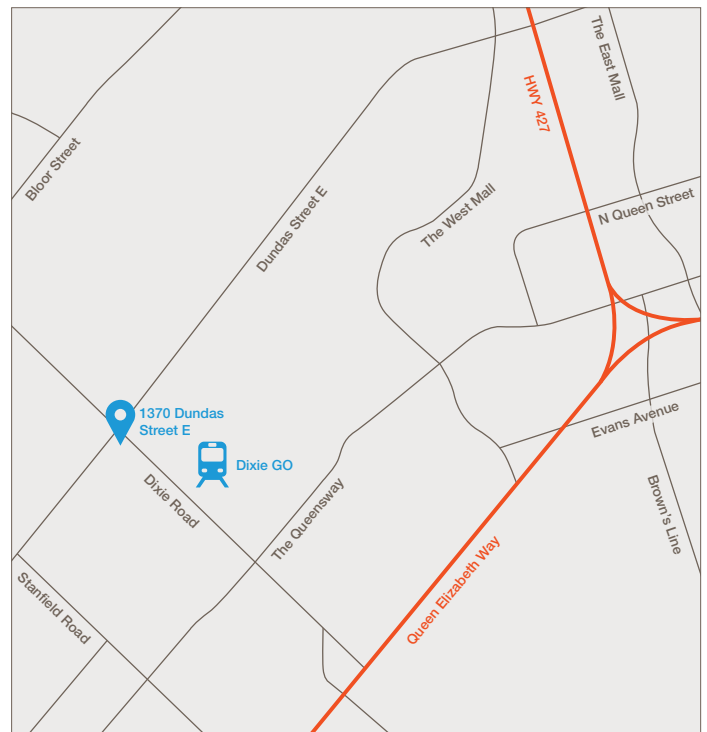 The East Mall
HWY 427
Bloor Street
N Queen Street
The West Mall
Dundas Street E
1370 Dundas
Street E
Evans Avenue
Dixie GO
Dixie Road
The Queensway
Brown's Line
Queen Elizabeth Way
Stanfield Road